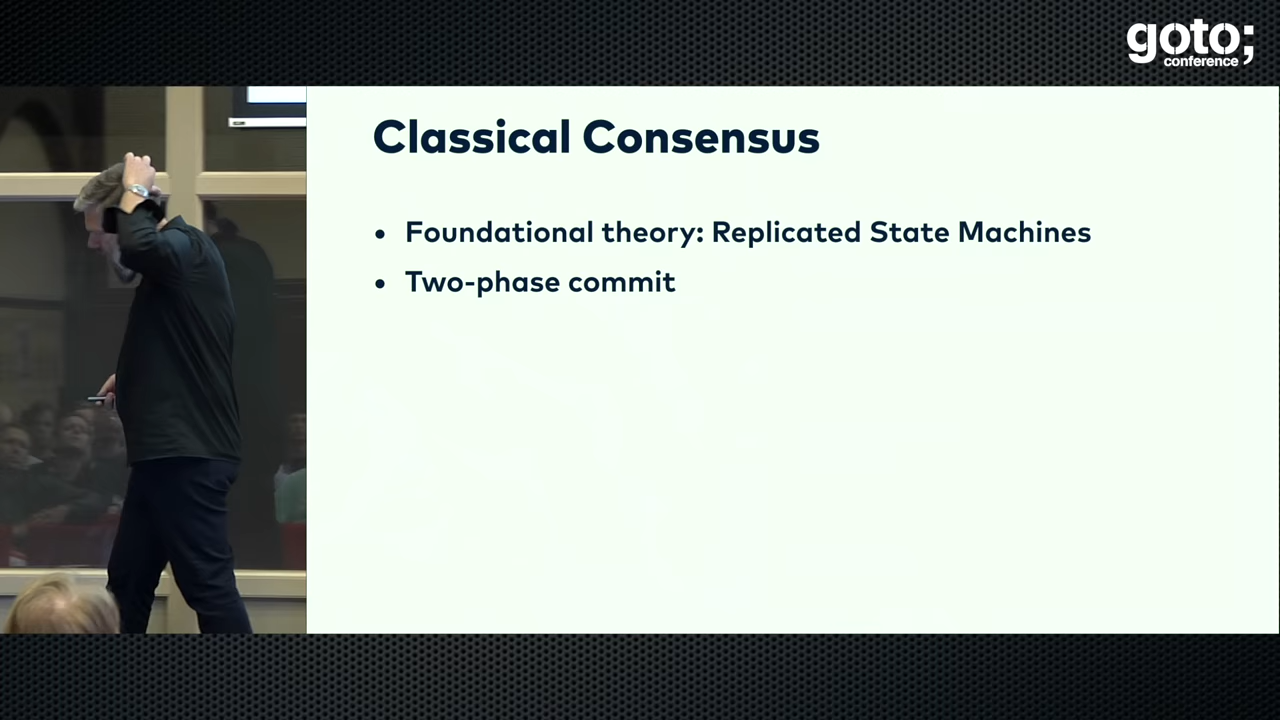 goto;
conference
Classical Consensus
• Foundational theory: Replicated State Machines
• Two-phase commit